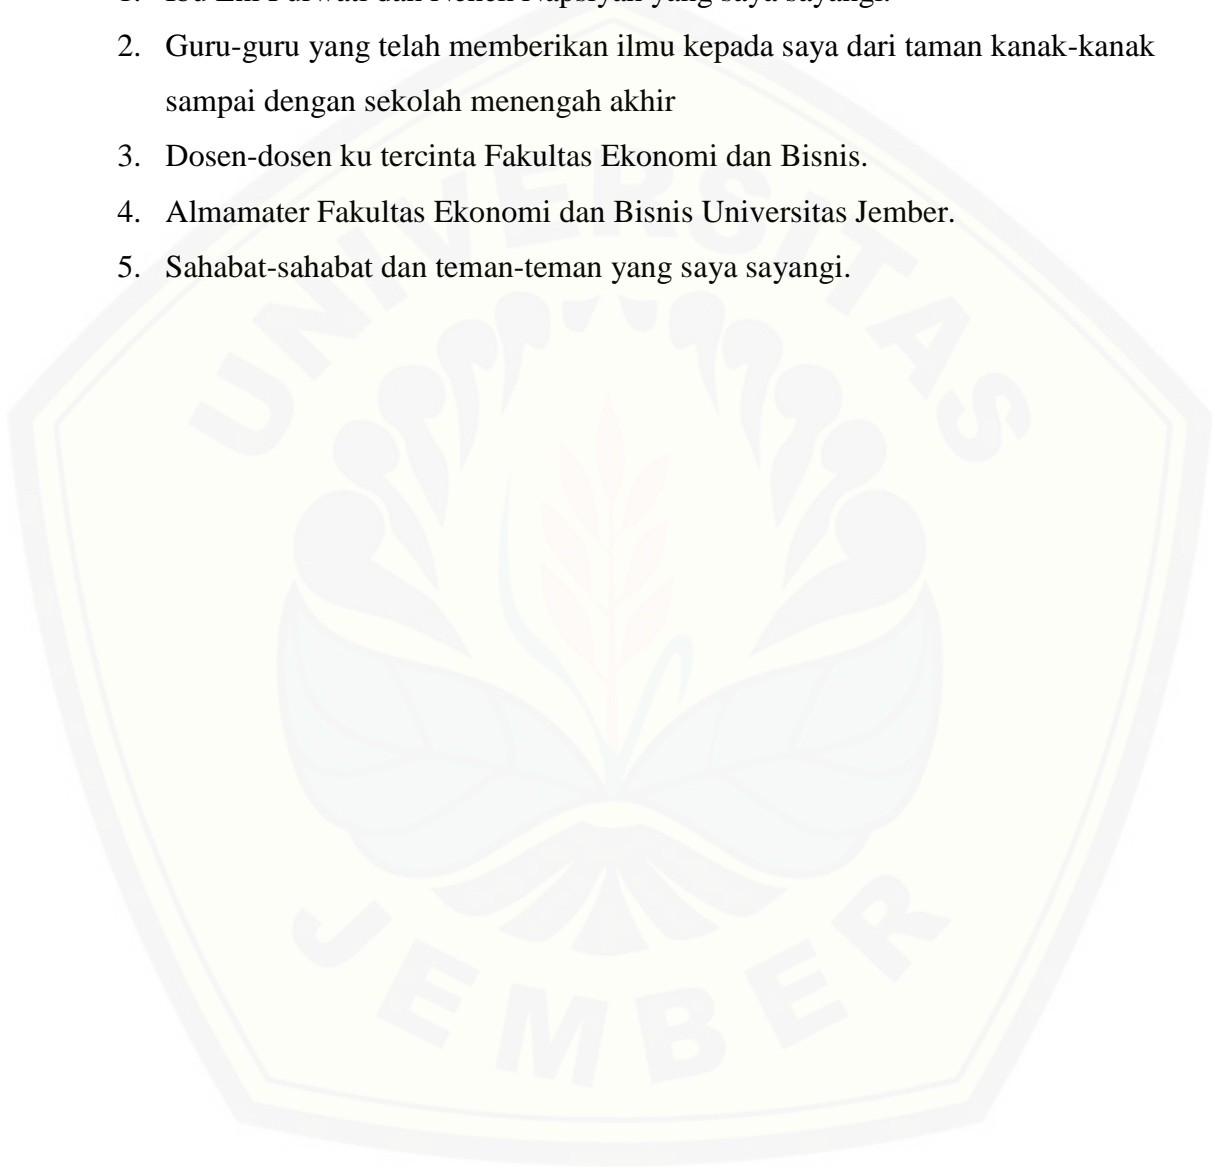 2. Guru-guru yang telah memberikan ilmu kepada saya dari taman kanak-kanak
sampai dengan sekolah menengah akhir
3. Dosen-dosen ku tercinta Fakultas Ekonomi dan Bisnis.
4. Almamater Fakultas Ekonomi dan Bisnis Universitas Jember.
5. Sahabat-sahabat dan teman-teman yang saya sayangi.
UNIVERSITAS
JEMBER